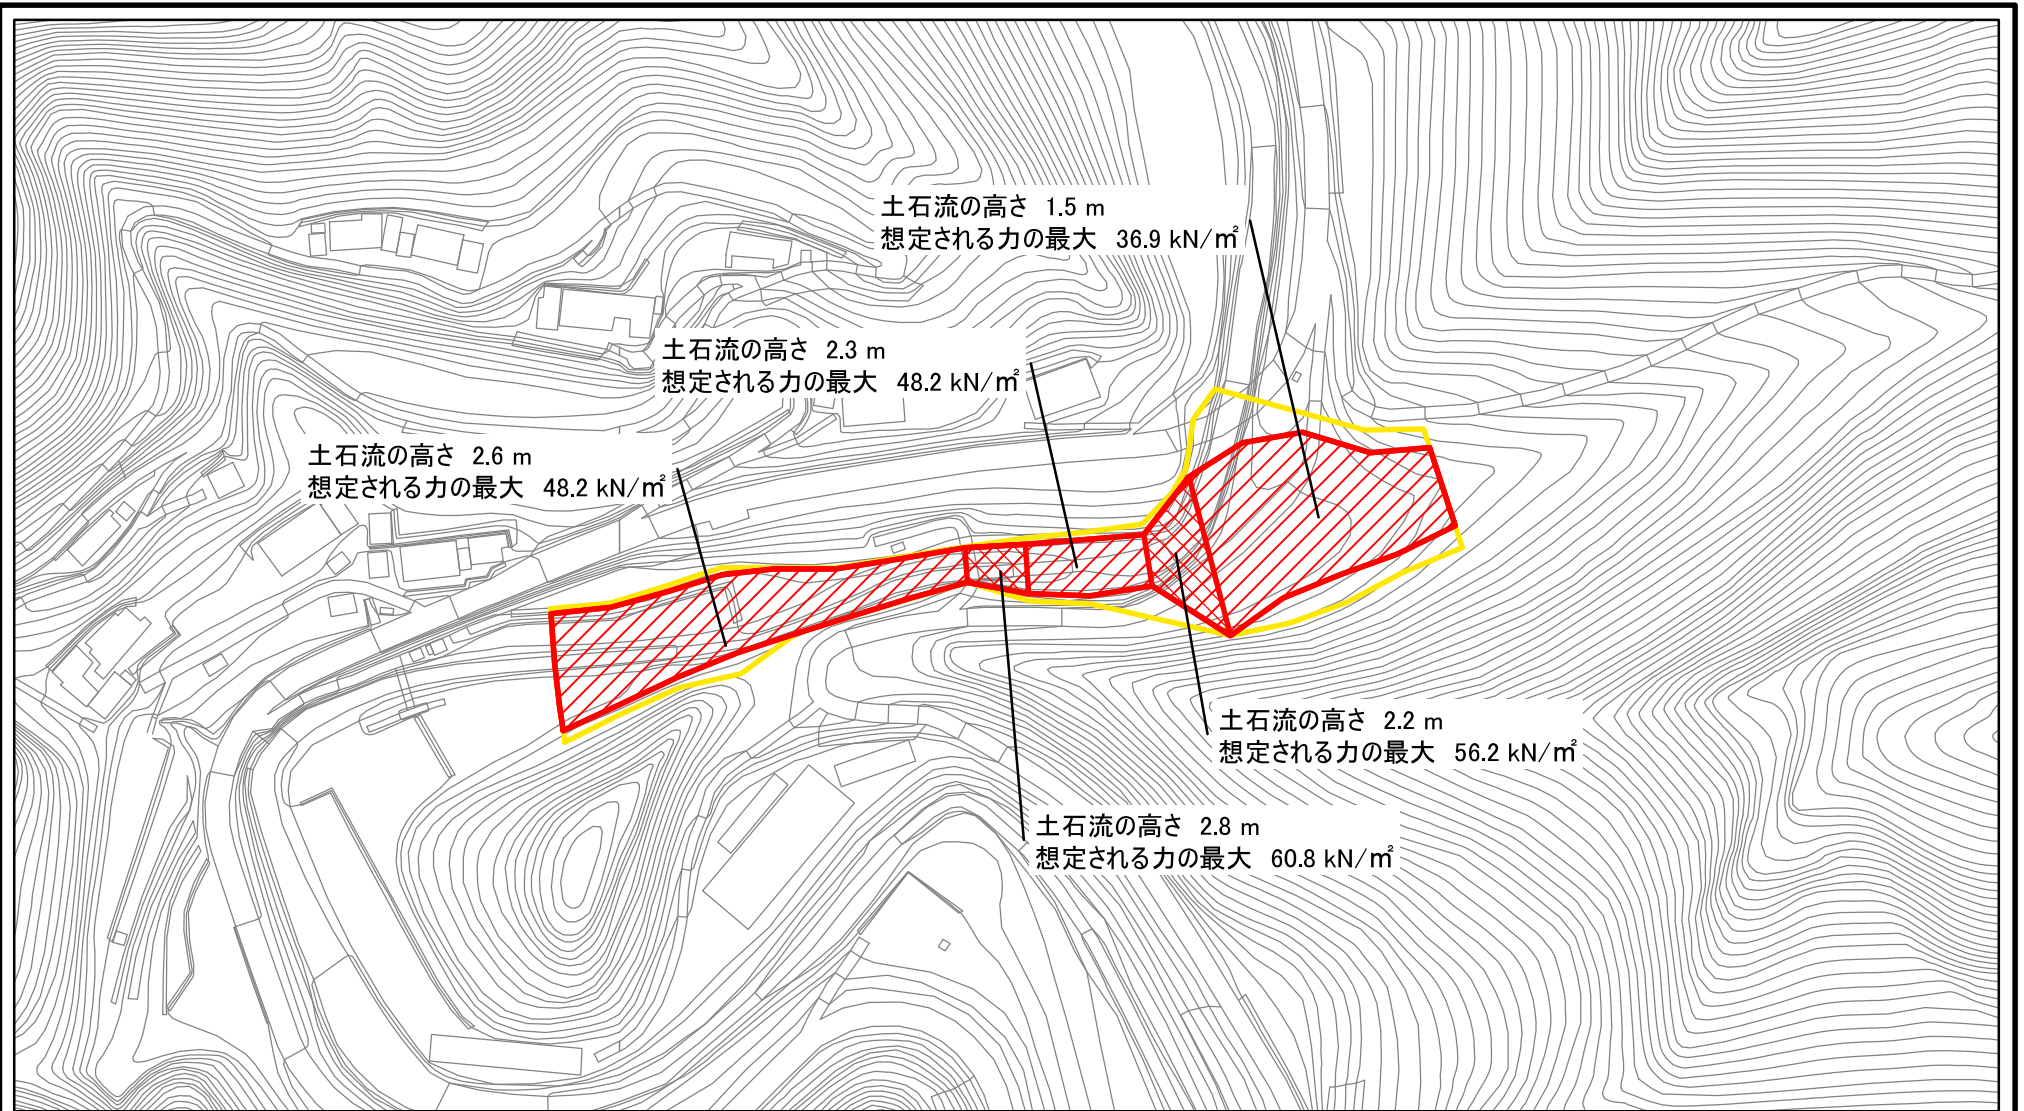 土石流の高さ 1.5 m
想定される力の最大 36.9 kN/㎡
土石流の高さ 2.3 m
想定される力の最大 48.2 kN/㎡
土石流の高さ 2.6 m
想定される力の最大 48.2 kN/㎡
土石流の高さ 2.2 m
想定される力の最大 56.2 kN/㎡
土石流の高さ 2.8 m
想定される力の最大 60.8 kN/㎡